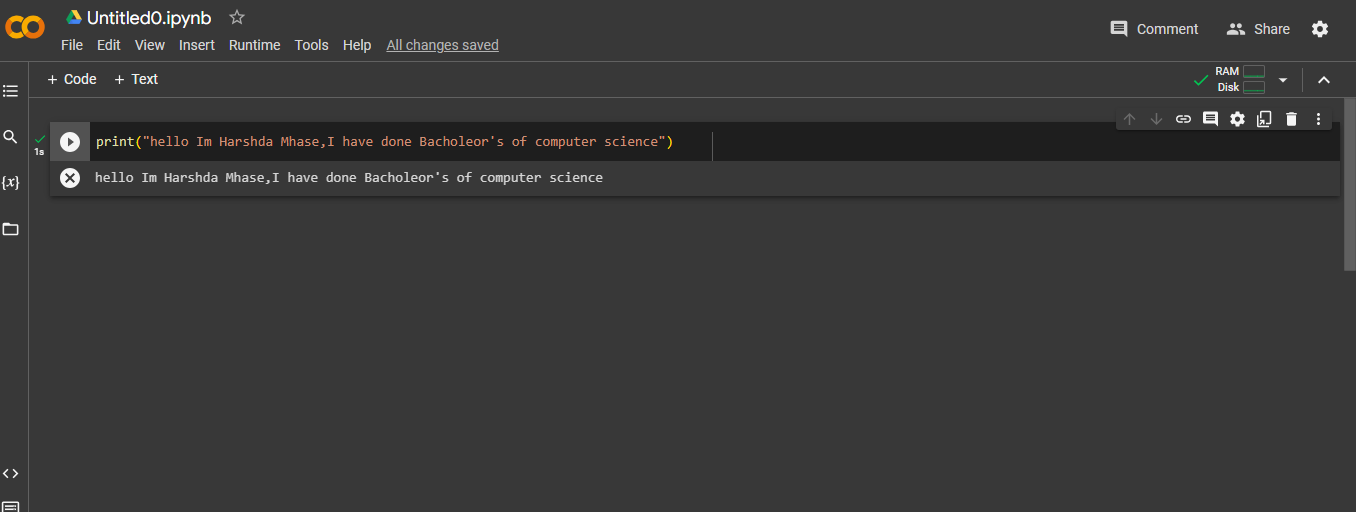 Untitled0.ipynb
File Edit View Insert Runtime Tools Help All changes saved
Comment Share
+ Code + Text
RAM
Disk
1s
print("hello Im Harshda Mhase,I have done Bacholeor's of computer science")
hello Im Harshda Mhase,I have done Bacholeor's of computer science
{x}